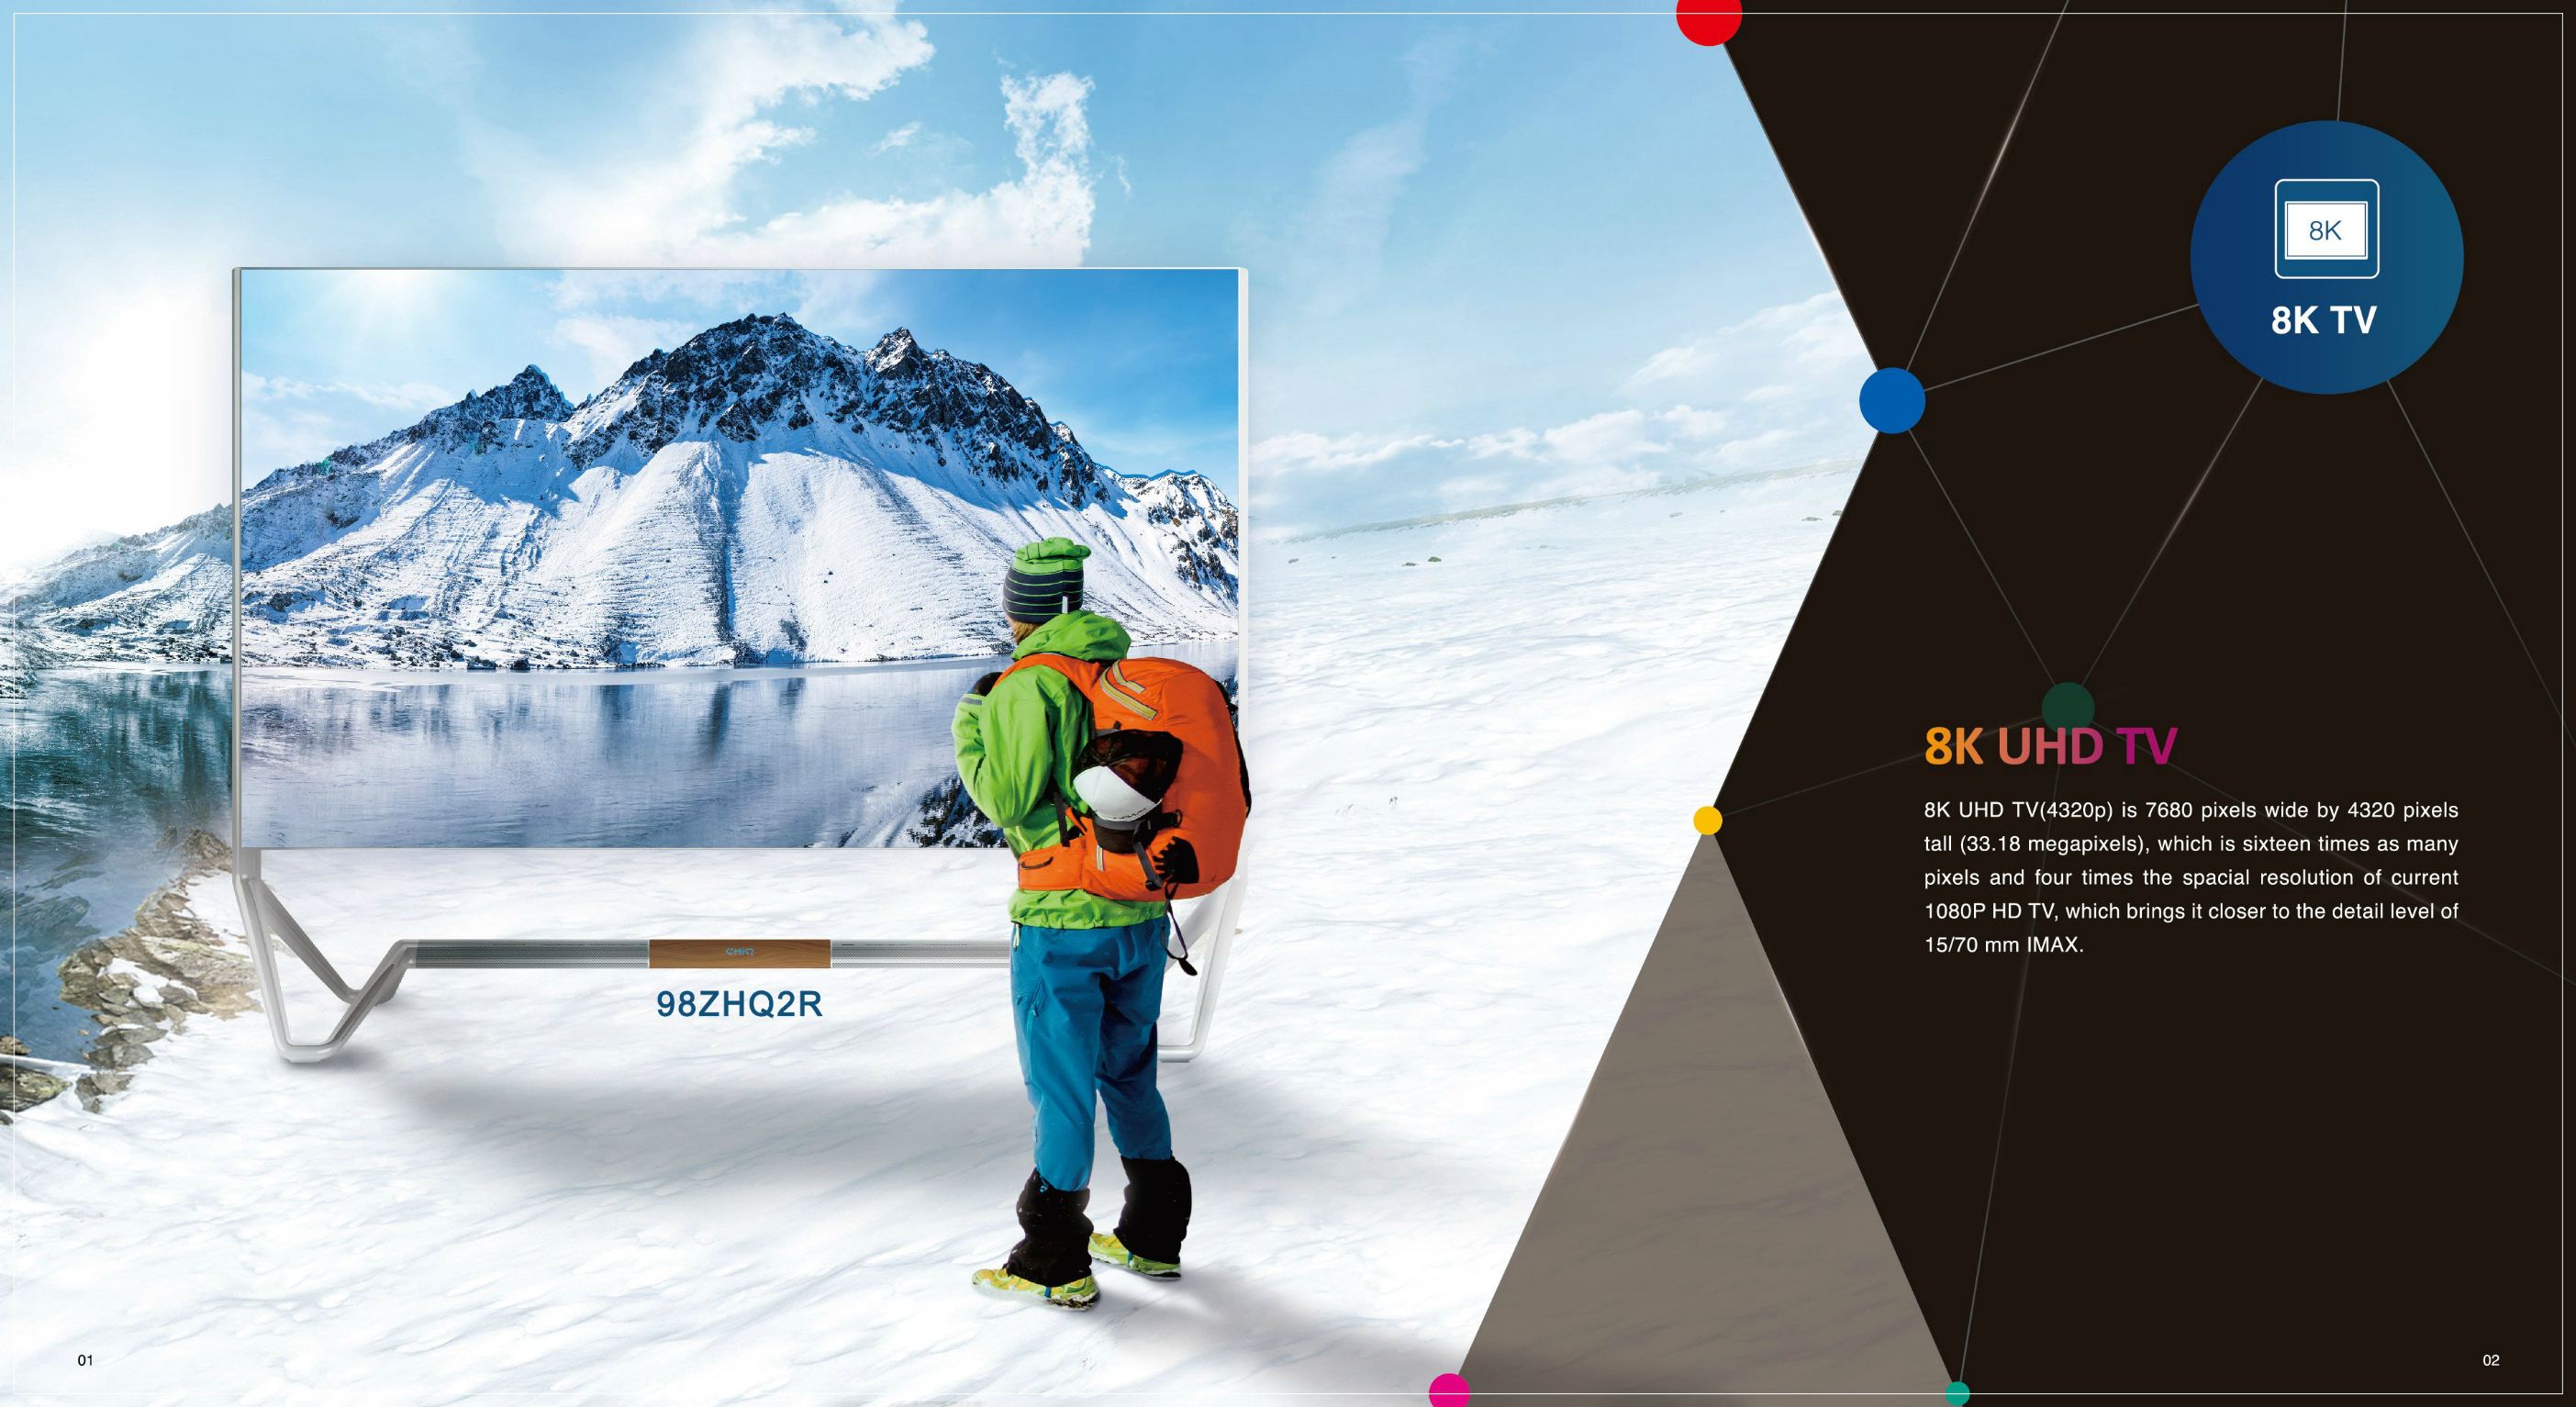 CHiQ
98ZHQ2R
01
8K
8K TV
8K UHD TV
8K UHD TV(4320p) is 7680 pixels wide by 4320 pixels
tall (33.18 megapixels), which is sixteen times as many
pixels and four times the spacial resolution of current
1080P HD TV, which brings it closer to the detail level of
15/70 mm IMAX.
02